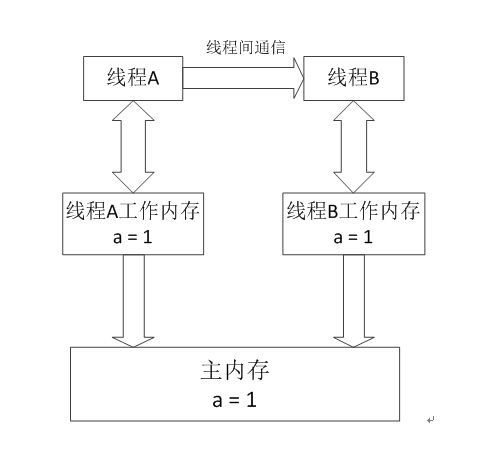 线程间通信
线程A
线程B
线程A工作内存
a = 1
线程B工作内存
a = 1
主内存
a = 1